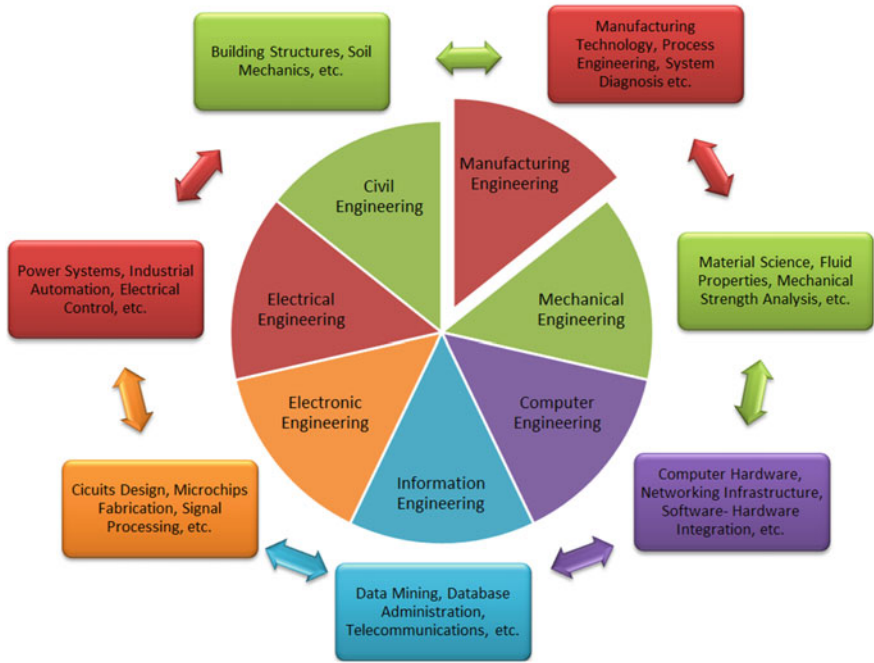 Building Structures, Soil
Mechanics, etc.
Manufacturing
Technology, Process
Engineering, System
Diagnosis etc.
Manufacturing
Engineering
Civil
Engineering
Power Systems, Industrial
Automation, Electrical
Control, etc.
Electrical
Engineering
Mechanical
Engineering
Material Science, Fluid
Properties, Mechanical
Strength Analysis, etc.
Electronic
Engineering
Computer
Engineering
Information
Engineering
Cicuits Design, Microchips
Fabrication, Signal
Processing, etc.
Computer Hardware,
Networking Infrastructure,
Software- Hardware
Integration, etc.
Data Mining, Database
Administration,
Telecommunications, etc.